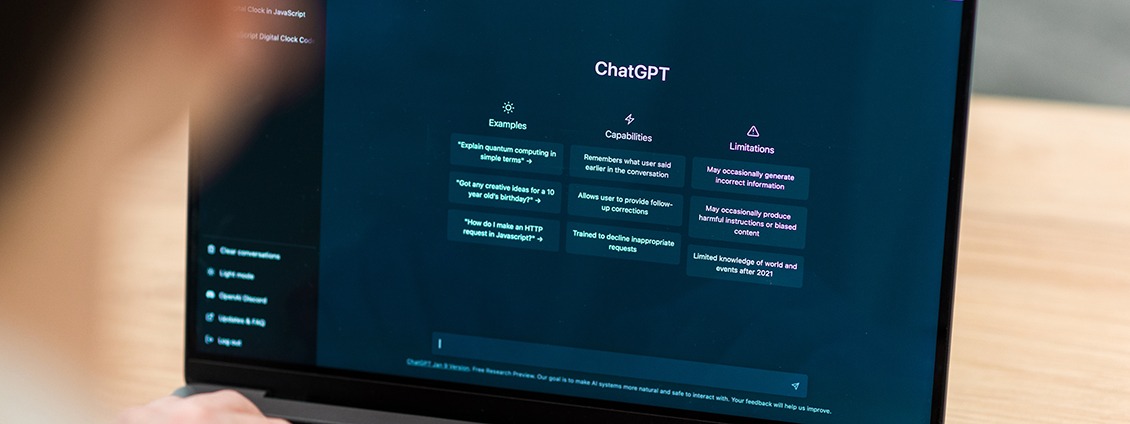 igital Clock in JavaScript
Script Digital Clock Cod
ChatGPT
Examples
"Explain quantum computing in
simple terms" →
"Got any creative ideas for a 10
year old's birthday?" →
"How do I make an HTTP
request in Javascript?" →
Capabilities
Remembers what user said
earlier in the conversation
Allows user to provide follow-
up corrections
Trained to decline inappropriate
requests
Limitations
May occasionally generate
incorrect information
May occasionally produce
harmful instructions or biased
content
Limited knowledge of world and
events after 2021
Clear conversations
Light mode
OpenAI Discord
Updates & FAQ
Log out
ChatGPT Jan 9 Version. Free Research Preview. Our goal is to make AI systems more natural and safe to interact with. Your feedback will help us improve.